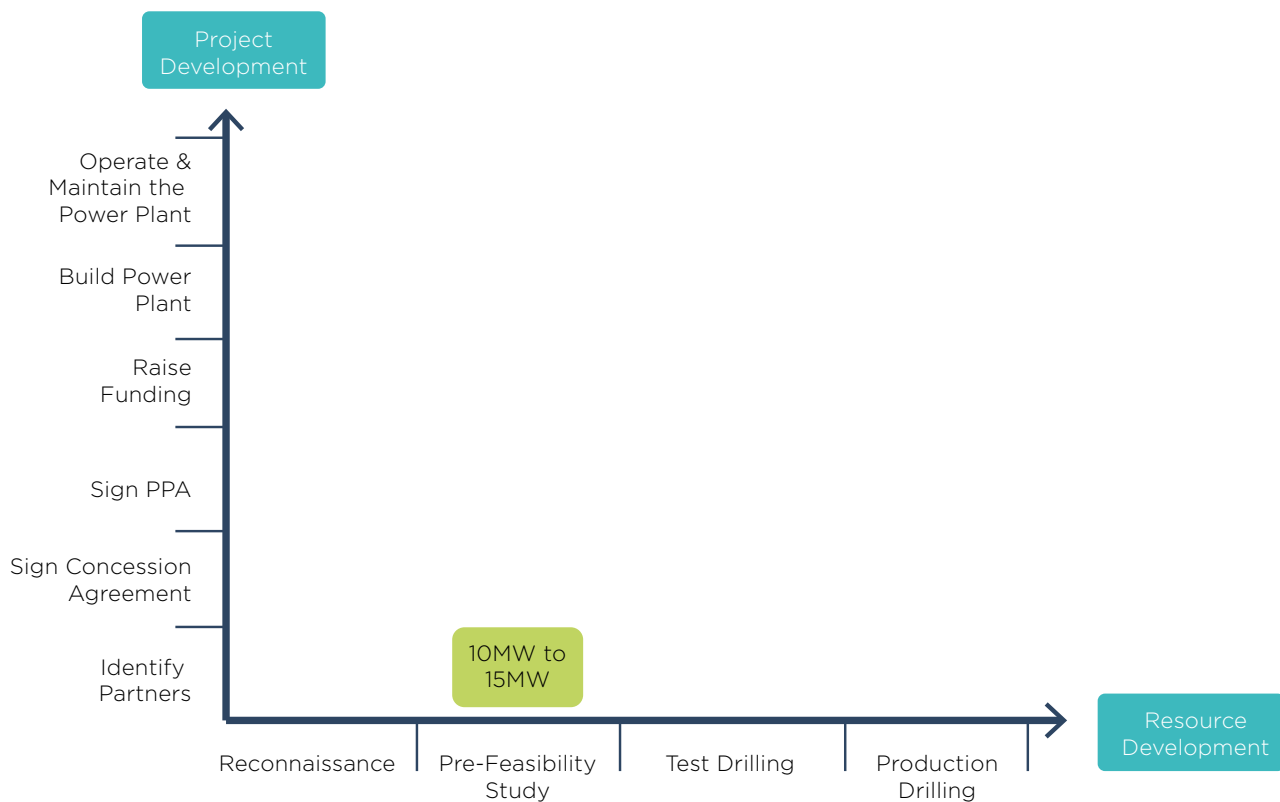 Project
Development
Operate &
Maintain the
Power Plant
Build Power
Plant
Raise
Funding
Sign PPA
Sign Concession
Agreement
Identify
Partners
10MW to
15MW
Reconnaissance
Pre-Feasibility
Study
Test Drilling
Production
Drilling
Resource
Development